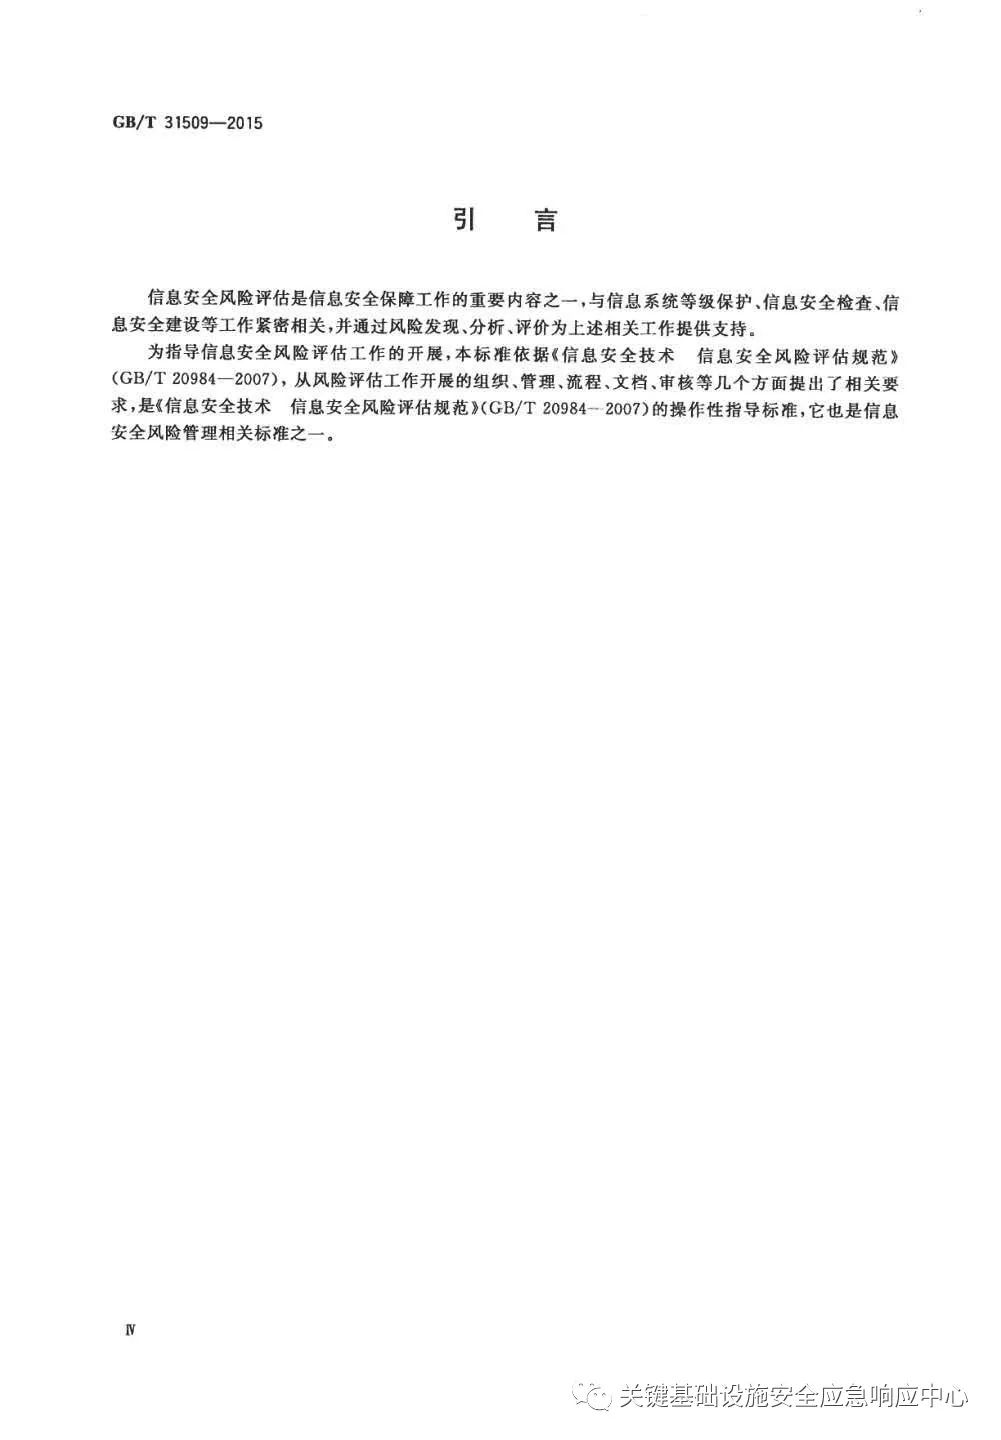 GB/T 31509—2015
引 言
信息安全风险评估是信息安全保障工作的重要内容之一,与信息系统等级保护、信息安全检查、信
息安全建设等工作紧密相关,并通过风险发现、分析、评价为上述相关工作提供支持。
为指导信息安全风险评估工作的开展,本标准依据《信息安全技术 信息安全风险评估规范》
(GB/T 20984—2007),从风险评估工作开展的组织、管理、流程、文档、审核等几个方面提出了相关要
求,是《信息安全技术 信息安全风险评估规范》(GB/T 20984—2007)的操作性指导标准,它也是信息
安全风险管理相关标准之一。
Ⅳ
关键基础设施安全应急响应中心